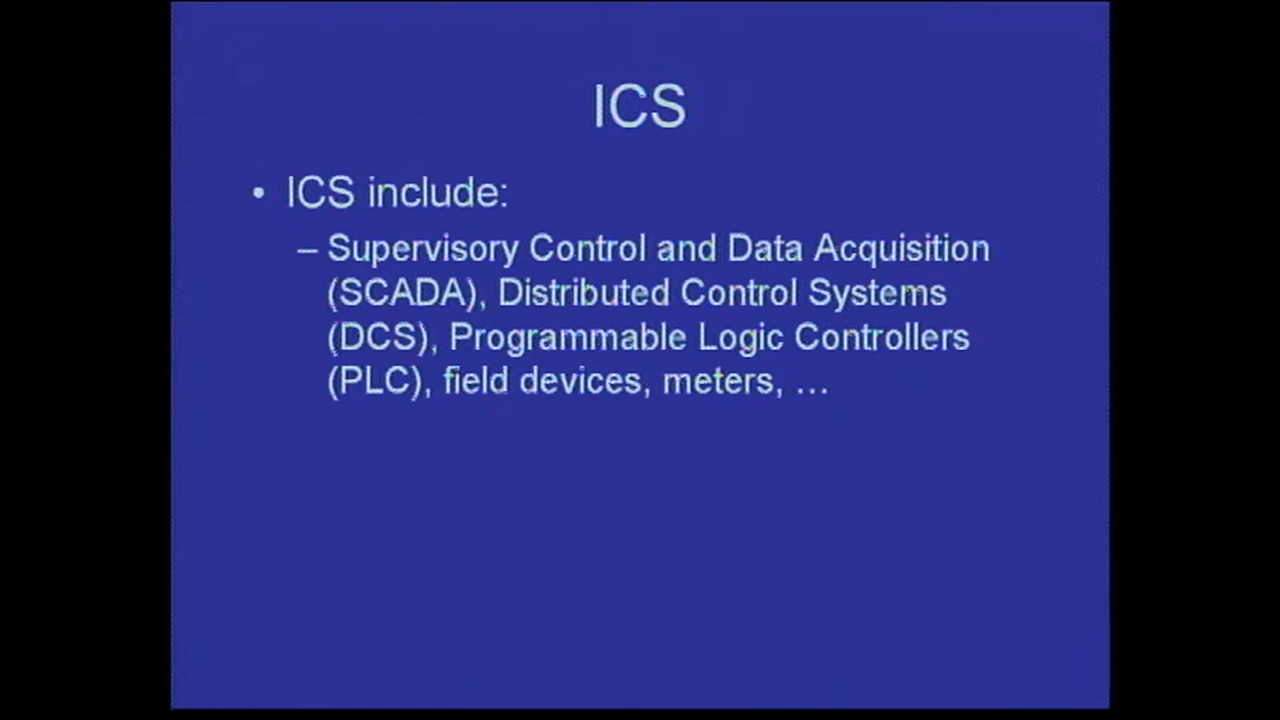 ICS
• ICS include:
– Supervisory Control and Data Acquisition
(SCADA), Distributed Control Systems
(DCS), Programmable Logic Controllers
(PLC), field devices, meters, …